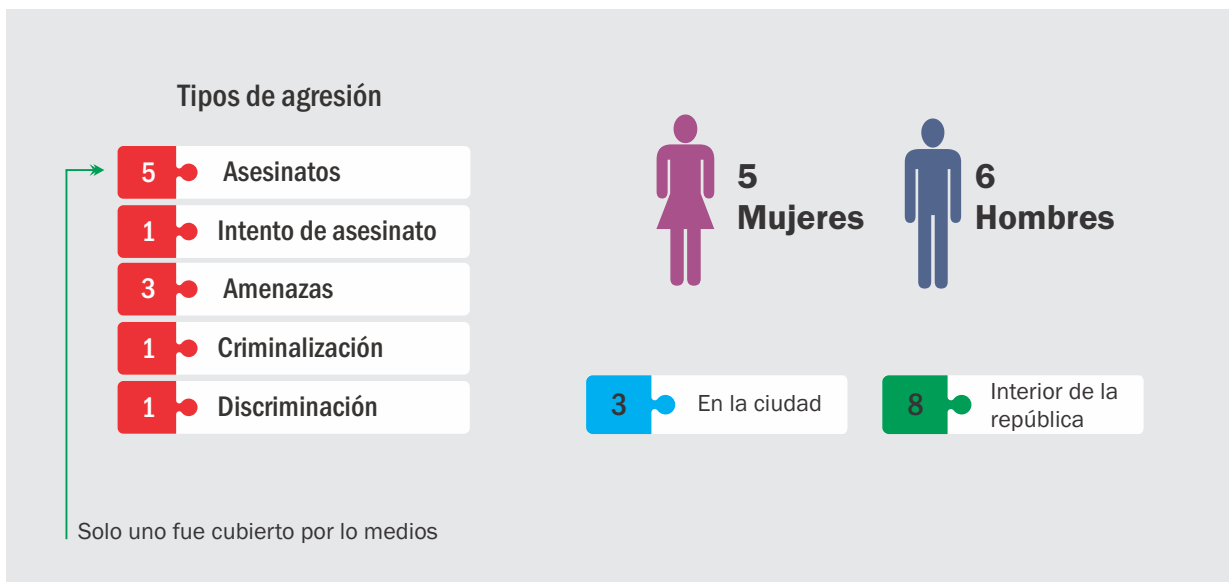 Tipos de agresión
5 Asesinatos
1 Intento de asesinato
3 Amenazas
1 Criminalización
1 Discriminación
Solo uno fue cubierto por lo medios
5
Mujeres
6
Hombres
3 En la ciudad
8 Interior de la
república